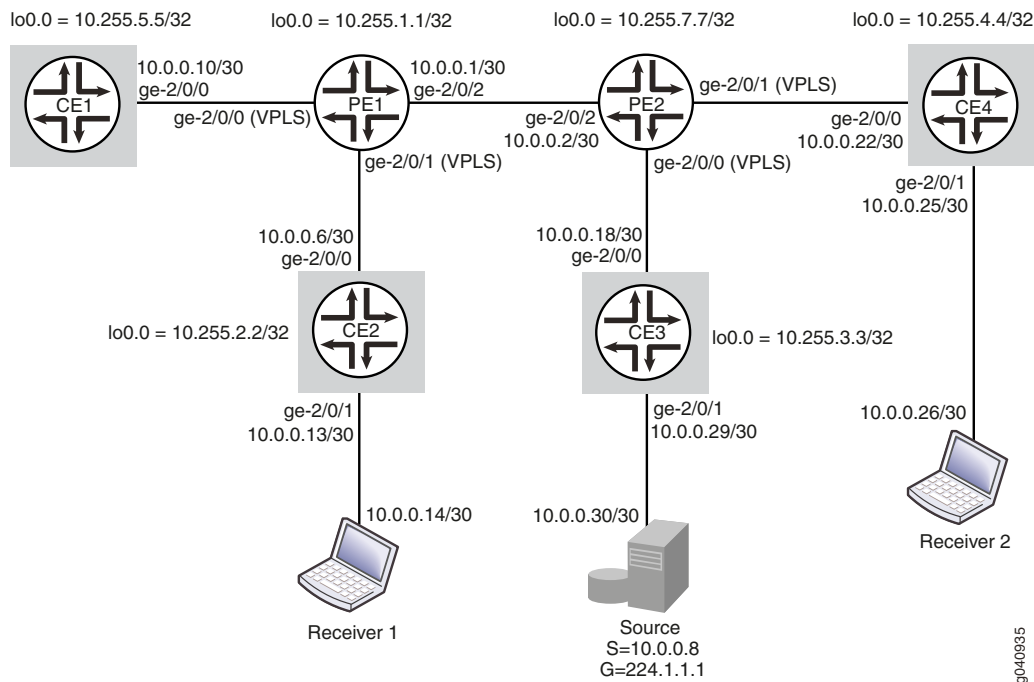 lo0.0 = 10.255.5.5/32
lo0.0 = 10.255.1.1/32
lo0.0 = 10.255.7.7/32
lo0.0 = 10.255.4.4/32
CE1
10.0.0.10/30
ge-2/0/0
ge-2/0/0 (VPLS)
PE1
10.0.0.1/30
ge-2/0/2
ge-2/0/1 (VPLS)
ge-2/0/2
10.0.0.2/30
PE2
ge-2/0/1 (VPLS)
ge-2/0/0 (VPLS)
ge-2/0/0
10.0.0.22/30
CE4
ge-2/0/1
10.0.0.25/30
10.0.0.6/30
ge-2/0/0
lo0.0 = 10.255.2.2/32
CE2
ge-2/0/1
10.0.0.13/30
10.0.0.18/30
ge-2/0/0
CE3
lo0.0 = 10.255.3.3/32
ge-2/0/1
10.0.0.29/30
10.0.0.26/30
Receiver 2
10.0.0.14/30
Receiver 1
10.0.0.30/30
Source
S=10.0.0.8
G=224.1.1.1
g040935